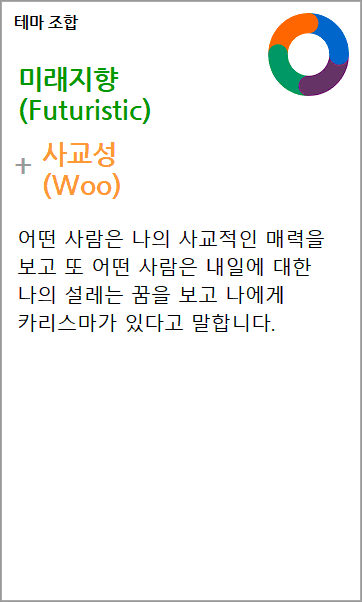 테마 조합
미래지향
(Futuristic)
+ 사교성
(Woo)
어떤 사람은 나의 사교적인 매력을
보고 또 어떤 사람은 내일에 대한
나의 설레는 꿈을 보고 나에게
카리스마가 있다고 말합니다.